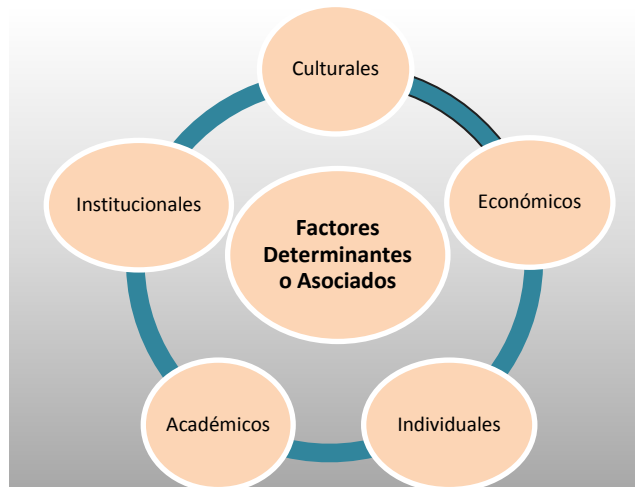 Culturales
Institucionales
Económicos
Factores
Determinantes
o Asociados
Académicos
Individuales